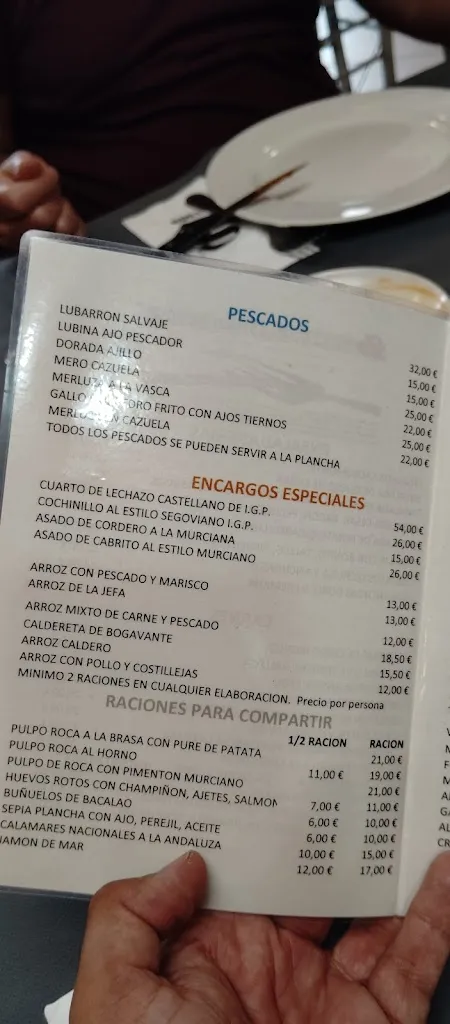 PESCADOS
LUBARRON SALVAJE 32,00 €
LUBINA AJO PESCADOR 15,00 €
DORADA AJILLO 15,00 €
MERO CAZUELA 25,00 €
MERLUZA A LA VASCA 22,00 €
GALLO PEDRO FRITO CON AJOS TIERNOS 25,00 €
MERLUZA EN CAZUELA 22,00 €
TODOS LOS PESCADOS SE PUEDEN SERVIR A LA PLANCHA
ENCARGOS ESPECIALES
CUARTO DE LECHAZO CASTELLANO DE I.G.P. 54,00 €
COCHINILLO AL ESTILO SEGOVIANO I.G.P. 26,00 €
ASADO DE CORDERO A LA MURCIANA 15,00 €
ASADO DE CABRITO AL ESTILO MURCIANO 26,00 €
ARROZ CON PESCADO Y MARISCO 13,00 €
ARROZ DE LA JEFA 13,00 €
ARROZ MIXTO DE CARNE Y PESCADO 12,00 €
CALDERETA DE BOGAVANTE 18,50 €
ARROZ CALDERO 15,50 €
ARROZ CON POLLO Y COSTILLEJAS 12,00 €
MINIMO 2 RACIONES EN CUALQUIER ELABORACION. Precio por persona
RACIONES PARA COMPARTIR
1/2 RACION RACION
PULPO ROCA A LA BRASA CON PURE DE PATATA 21,00 €
PULPO ROCA AL HORNO 11,00 € 19,00 €
PULPO DE ROCA CON PIMENTON MURCIANO 21,00 €
HUEVOS ROTOS CON CHAMPIÑON, AJETES, SALMON 7,00 € 11,00 €
BUÑUELOS DE BACALAO 6,00 € 10,00 €
SEPIA PLANCHA CON AJO, PEREJIL, ACEITE 6,00 € 10,00 €
CALAMARES NACIONALES A LA ANDALUZA 10,00 € 15,00 €
JAMON DE MAR 12,00 € 17,00 €